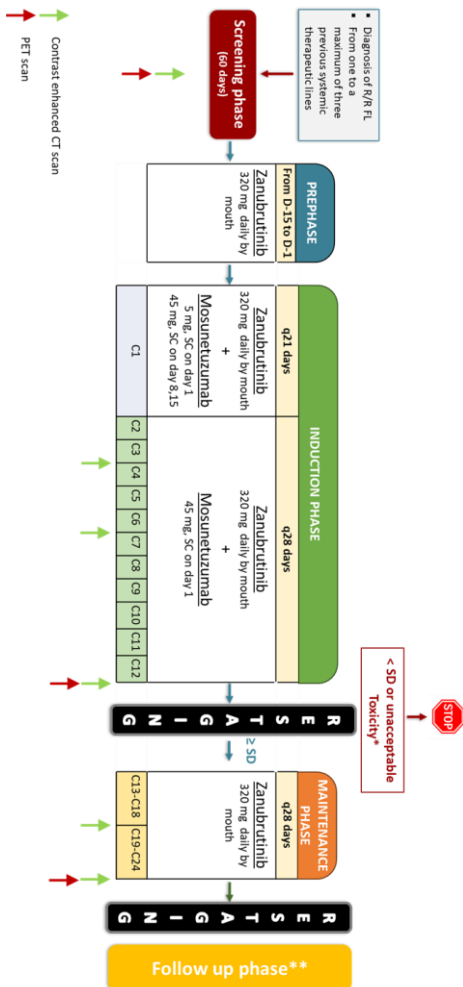 ▪ Diagnosis of R/R FL
▪ From one to a
maximum of three
previous systemic
therapeutic lines
Screening phase
(60 days)
PET scan
Contrast enhanced CT scan
PREPHASE
From D-15 to D-1
Zanubrutinib
320 mg daily by
mouth
INDUCTION PHASE
q21 days
Zanubrutinib
320 mg daily by mouth
+
Mosunetuzumab
5 mg, SC on day 1
45 mg, SC on day 8,15
C1
q28 days
Zanubrutinib
320 mg daily by mouth
+
Mosunetuzumab
45 mg, SC on day 1
C2
C3
C4
C5
C6
C7
C8
C9
C10
C11
C12
STOP
< SD or unacceptable
Toxicity*
RESTAGING
≥ SD
MAINTENANCE
PHASE
q28 days
Zanubrutinib
320 mg daily by
mouth
C13-C18
C19-C24
RESTAGING
Follow up phase**